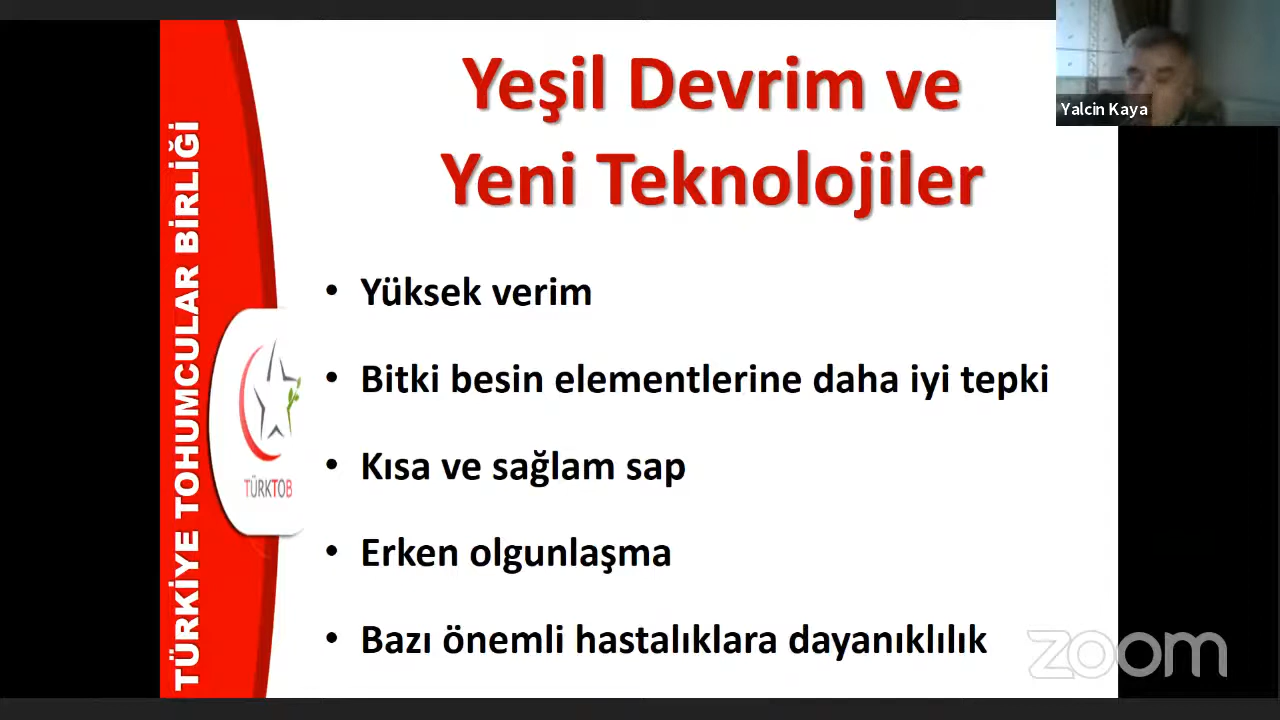 Yeşil Devrim ve
Yeni Teknolojiler
Yalcin Kaya
• Yüksek verim
• Bitki besin elementlerine daha iyi tepki
• Kısa ve sağlam sap
• Erken olgunlaşma
• Bazı önemli hastalıklara dayanıklılık
TÜRKİYE TOHUMCULAR BİRLİĞİ
TÜRKTOB
zoom